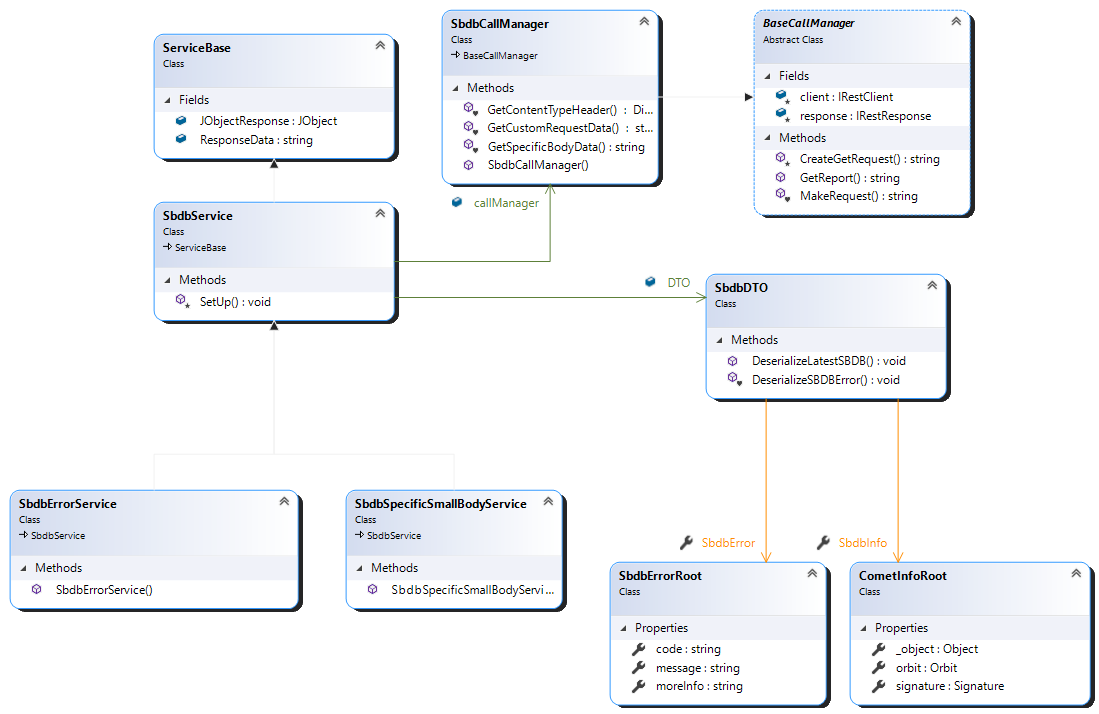 ServiceBase
Class
Fields
JObjectResponse : JObject
ResponseData : string
SbdbCallManager
Class
BaseCallManager
Methods
GetContentTypeHeader() : Di...
GetCustomRequestData() : st...
GetSpecificBodyData() : string
SbdbCallManager()
BaseCallManager
Abstract Class
Fields
client : IRestClient
response : IRestResponse
Methods
CreateGetRequest() : string
GetReport() : string
MakeRequest() : string
callManager
SbdbService
Class
ServiceBase
Methods
SetUp() : void
DTO
SbdbDTO
Class
Methods
DeserializeLatestSBDB() : void
DeserializeSBDBError() : void
SbdbErrorService
Class
SbdbService
Methods
SbdbErrorService()
SbdbSpecificSmallBodyService
Class
SbdbService
Methods
SbdbSpecificSmallBodyServi...
SbdbError
SbdbInfo
SbdbErrorRoot
Class
Properties
code : string
message : string
moreInfo : string
CometInfoRoot
Class
Properties
_object : Object
orbit : Orbit
signature : Signature